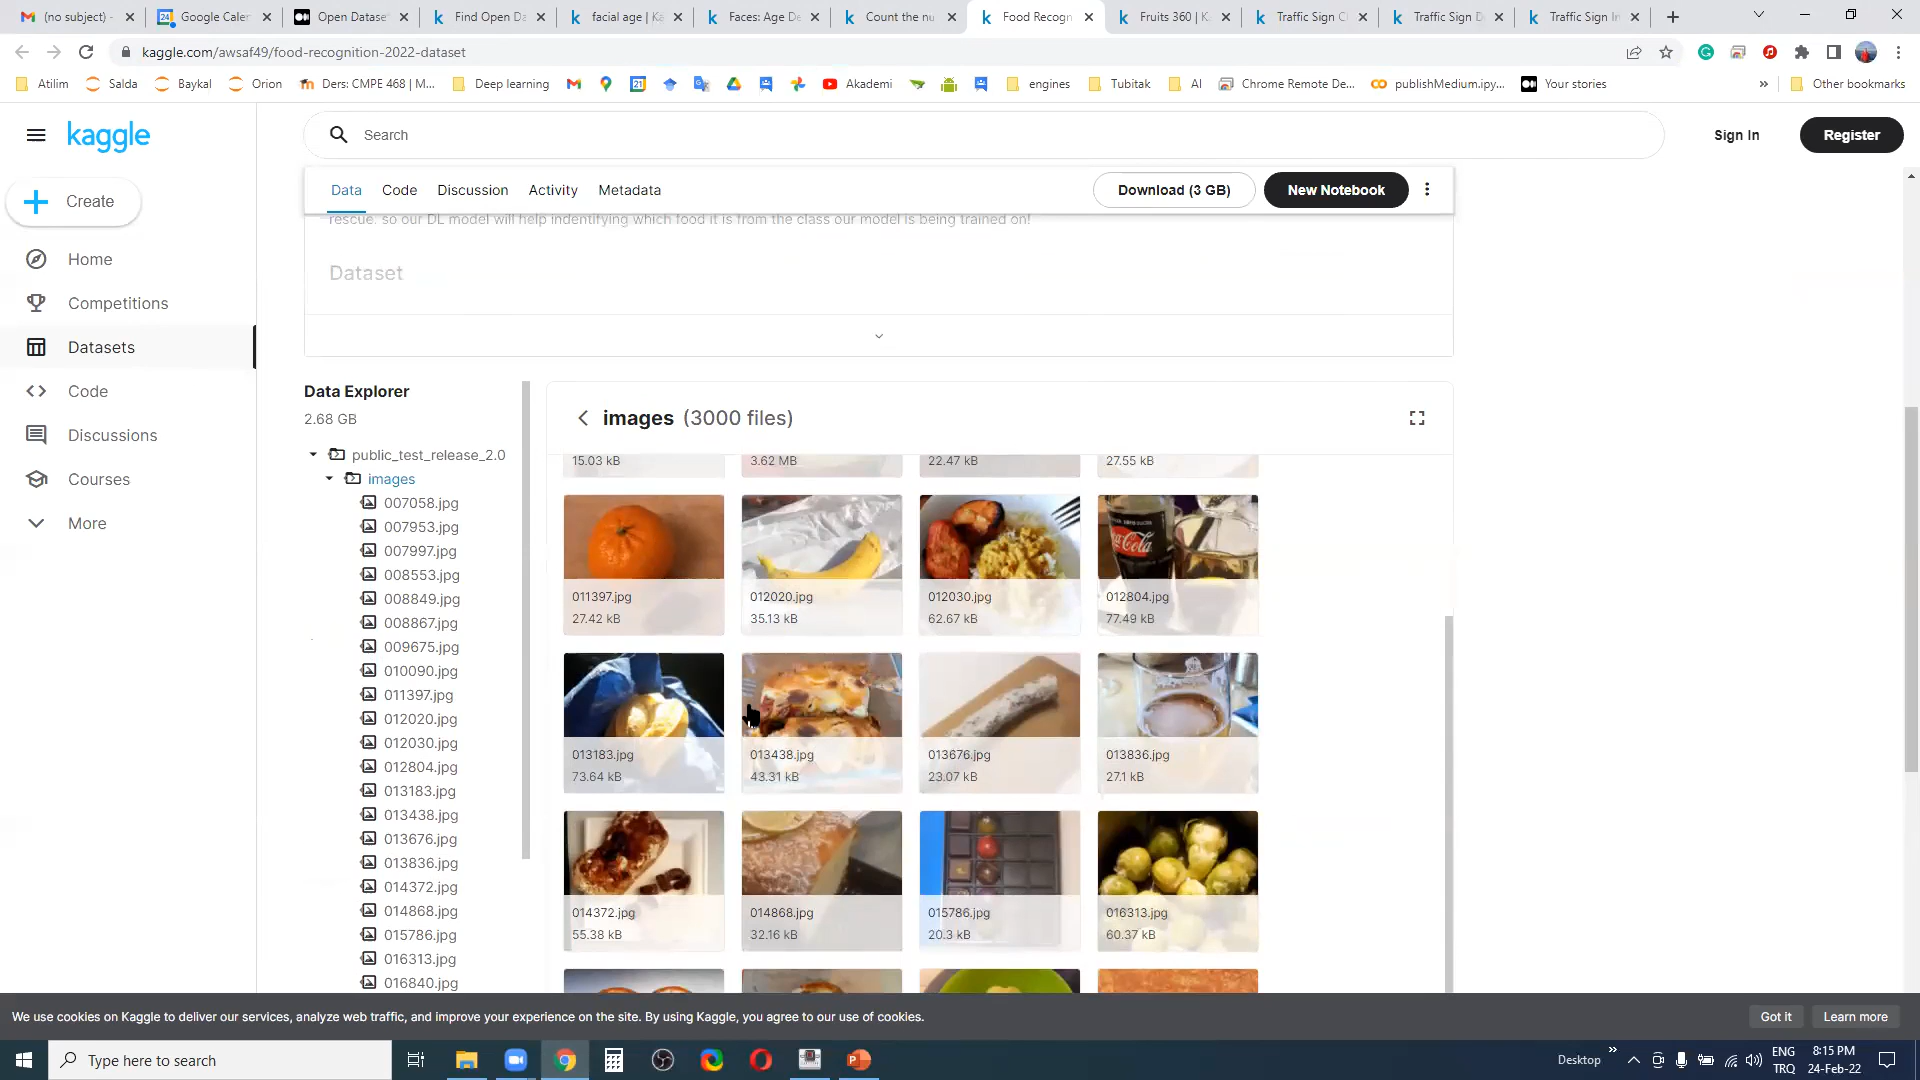 (no subject) -
Google Caler
Open Dataset
Find Open Da
facial age | Ka
Faces: Age De
Count the nu
Food Recogn
Fruits 360 | K
Traffic Sign C
Traffic Sign D
Traffic Sign In
kaggle.com/awsaf49/food-recognition-2022-dataset
Atilim Salda Baykal Orion Ders: CMPE 468 | M... Deep learning Akademi engines Tubitak AI Chrome Remote De... publishMedium.ipy... Your stories » Other bookmarks
kaggle
Search
Sign In
Register
Data Code Discussion Activity Metadata
Download (3 GB)
New Notebook
Create
Home
Competitions
Datasets
Code
Discussions
Courses
More
rescue. so our DL model will help indentifying which food it is from the class our model is being trained on!
Dataset
Data Explorer
2.68 GB
public_test_release_2.0
images
007058.jpg
007953.jpg
007997.jpg
008553.jpg
008849.jpg
008867.jpg
009675.jpg
010090.jpg
011397.jpg
012020.jpg
012030.jpg
012804.jpg
013183.jpg
013438.jpg
013676.jpg
013836.jpg
014372.jpg
014868.jpg
015786.jpg
016313.jpg
016840.jpg
images (3000 files)
15.03 kB 3.62 MB 22.47 kB 27.55 kB
Coca-Cola
011397.jpg 012020.jpg 012030.jpg 012804.jpg
27.42 kB 35.13 kB 62.67 kB 77.49 kB
013183.jpg 013438.jpg 013676.jpg 013836.jpg
73.64 kB 43.31 kB 23.07 kB 27.1 kB
014372.jpg 014868.jpg 015786.jpg 016313.jpg
55.38 kB 32.16 kB 20.3 kB 60.37 kB
We use cookies on Kaggle to deliver our services, analyze web traffic, and improve your experience on the site. By using Kaggle, you agree to our use of cookies.
Got it
Learn more
Type here to search
Desktop »
ENG
TRQ
8:15 PM
24-Feb-22